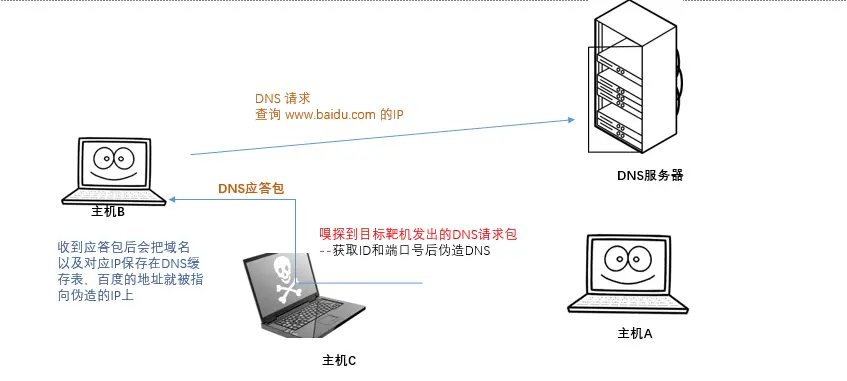 DNS 请求
查询 www.baidu.com 的IP
DNS服务器
DNS应答包
主机B
嗅探到目标靶机发出的DNS请求包
--获取ID和端口号后伪造DNS
收到应答包后会把域名
以及对应IP保存在DNS缓
存表，百度的地址就被指
向伪造的IP上
主机A
主机C